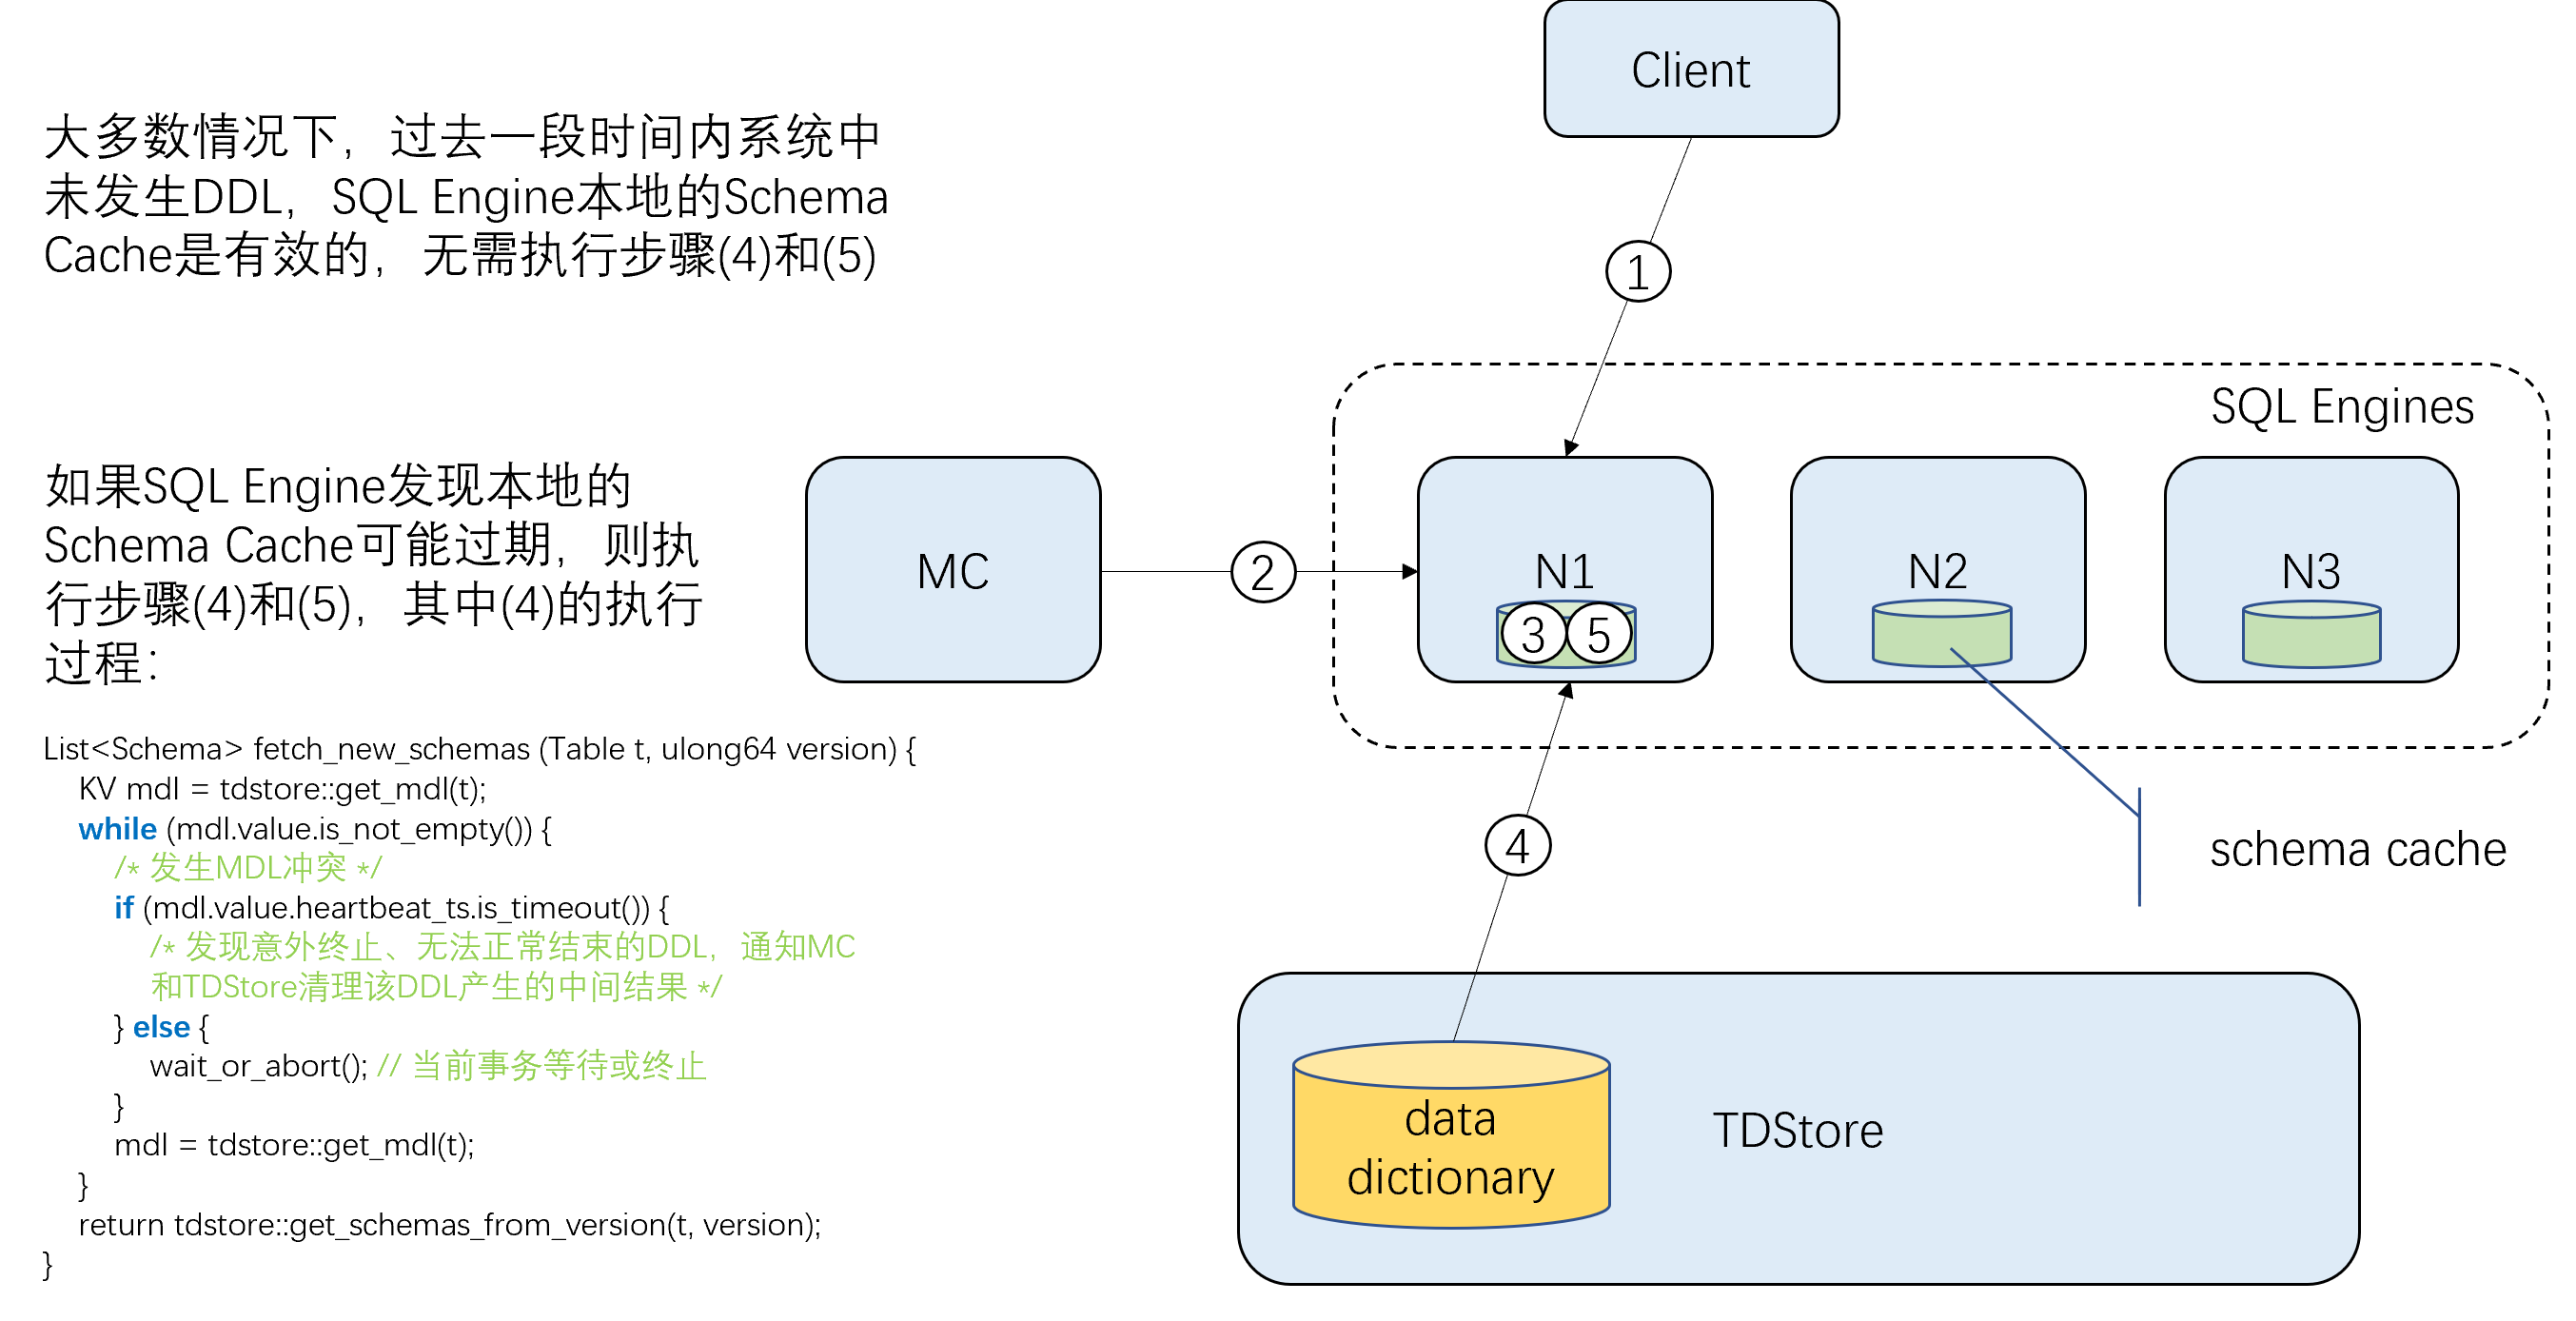 大多数情况下，过去一段时间内系统中
未发生DDL，SQL Engine本地的Schema
Cache是有效的，无需执行步骤(4)和(5)
如果SQL Engine发现本地的
Schema Cache可能过期，则执
行步骤(4)和(5)，其中(4)的执行
过程：
List<Schema> fetch_new_schemas (Table t, ulong64 version) {
KV mdl = tdstore::get_mdl(t);
while (mdl.value.is_not_empty()) {
/* 发生MDL冲突 */
if (mdl.value.heartbeat_ts.is_timeout()) {
/* 发现意外终止、无法正常结束的DDL，通知MC
和TDStore清理该DDL产生的中间结果 */
} else {
wait_or_abort(); // 当前事务等待或终止
}
mdl = tdstore::get_mdl(t);
}
return tdstore::get_schemas_from_version(t, version);
}
Client
1
SQL Engines
MC
2
N1
3
5
N2
N3
4
schema cache
data
dictionary
TDStore